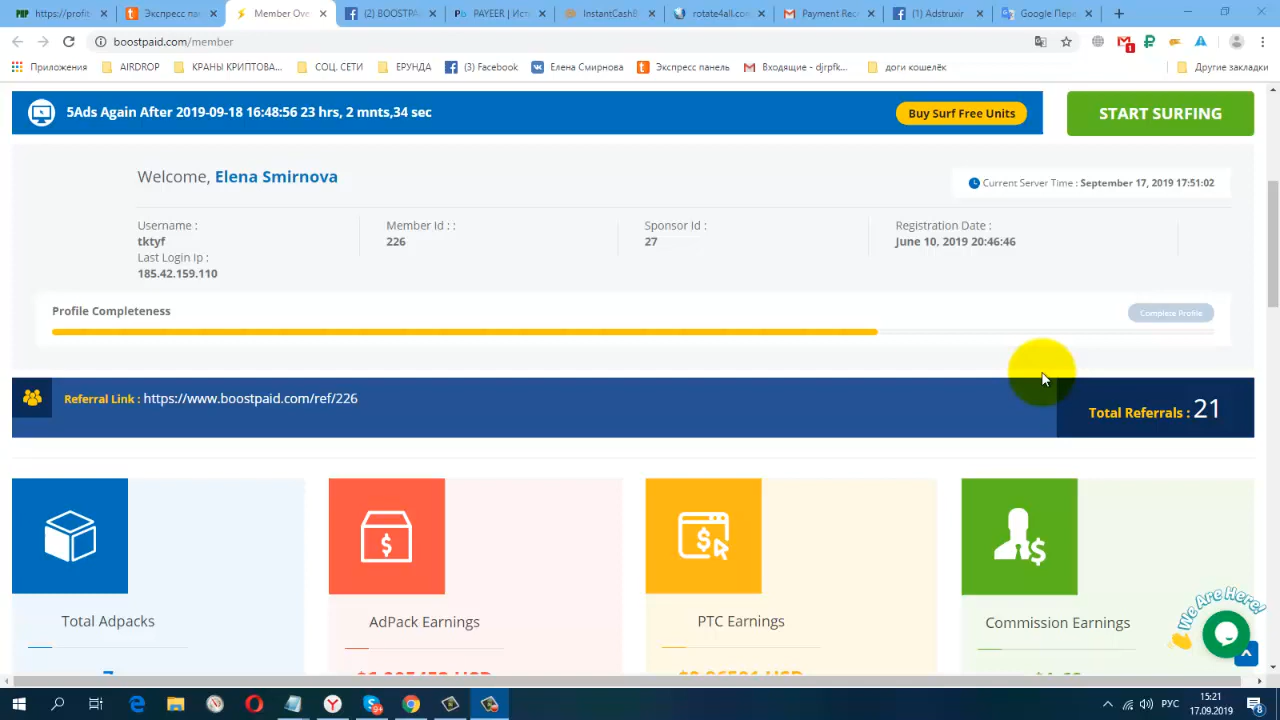 https://profit
Экспресс пан
Member Ove
(2) BOOSTPA
PAYEER | Ист
InstantCashB
rotate4all.com
Payment Rec
(1) Adstruxir
Google Пере
boostpaid.com/member
1
Приложения
AIRDROP
КРАНЫ КРИПТОВА...
СОЦ. СЕТИ
ЕРУНДА
(3) Facebook
Елена Смирнова
Экспресс панель
Входящие - djrpfk...
доги кошелёк
Другие закладки
5Ads Again After 2019-09-18 16:48:56 23 hrs, 2 mnts,34 sec
Buy Surf Free Units
START SURFING
Welcome, Elena Smirnova
Current Server Time : September 17, 2019 17:51:02
Username :
tktyf
Last Login Ip :
185.42.159.110
Member Id : :
226
Sponsor Id :
27
Registration Date :
June 10, 2019 20:46:46
Profile Completeness
Complete Profile
Referral Link : https://www.boostpaid.com/ref/226
Total Referrals : 21
Total Adpacks
AdPack Earnings
PTC Earnings
Commission Earnings
We Are Here!
РУС
15:21
17.09.2019
8